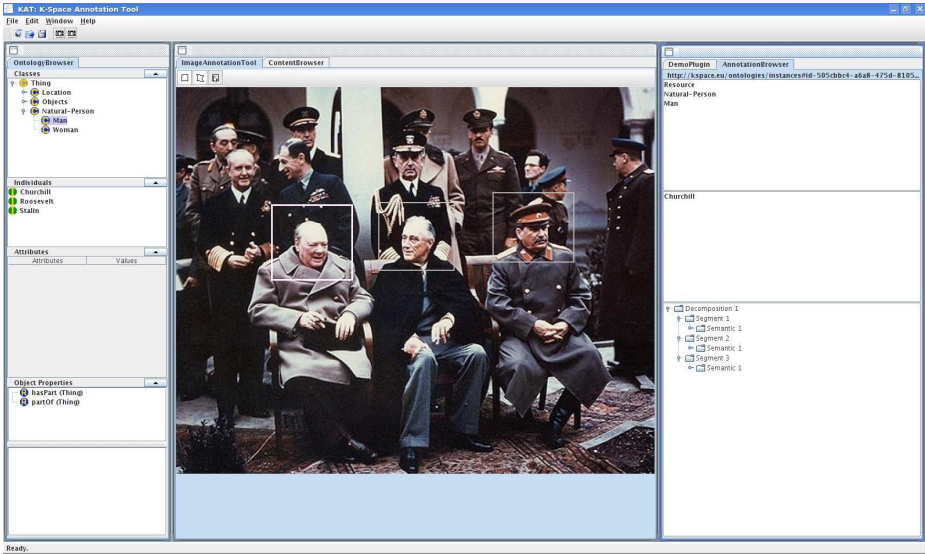 KAT: K-Space Annotation Tool
File Edit Window Help
OntologyBrowser
Classes
Thing
Location
Objects
Natural-Person
Man
Woman
Individuals
Churchill
Roosevelt
Stalin
Attributes
Attributes Values
Object Properties
hasPart (Thing)
partOf (Thing)
ImageAnnotationTool ContentBrowser
DemoPlugin AnnotationBrowser
http://kspace.eu/ontologies/instances#id-505cbbc4-a6a8-475d-8105...
Resource
Natural-Person
Man
Churchill
Decomposition 1
Segment 1
Semantic 1
Segment 2
Semantic 1
Segment 3
Semantic 1
Ready.